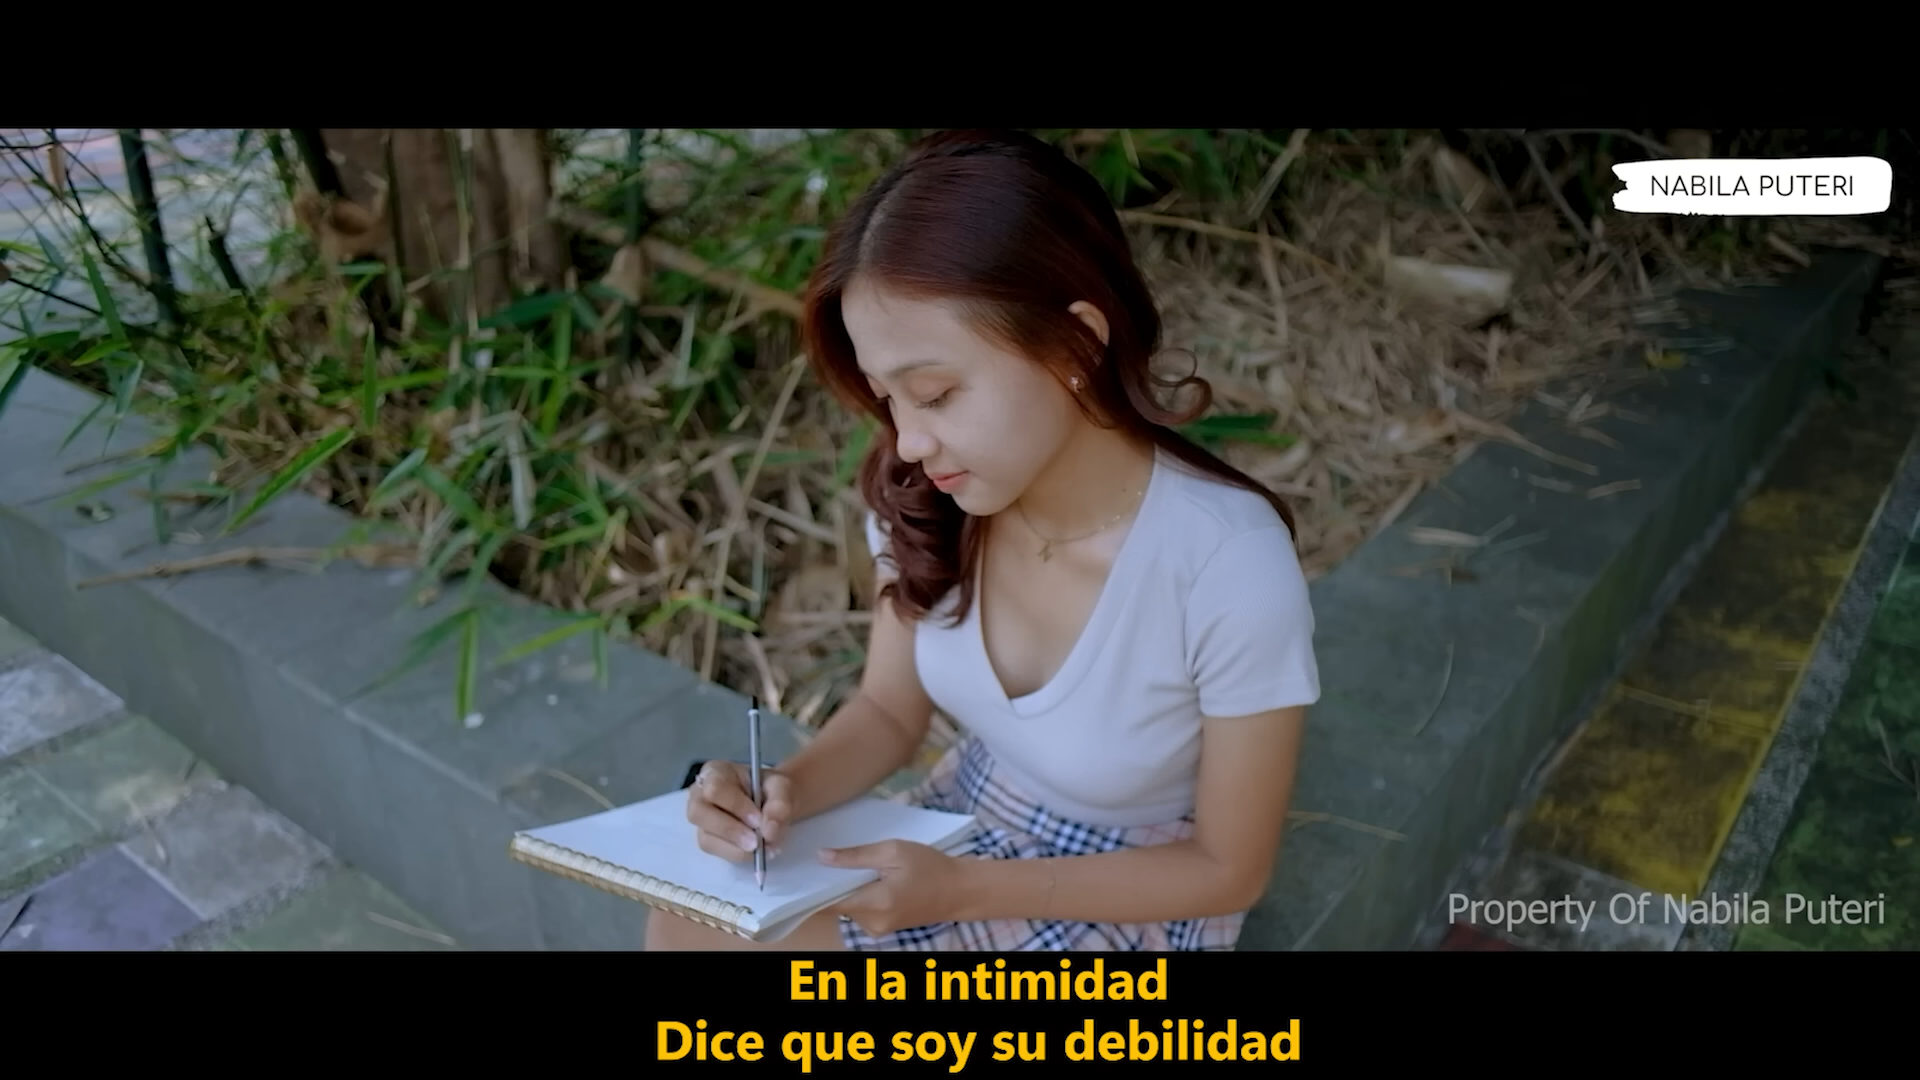 NABILA PUTERI
Property Of Nabila Puteri
En la intimidad
Dice que soy su debilidad